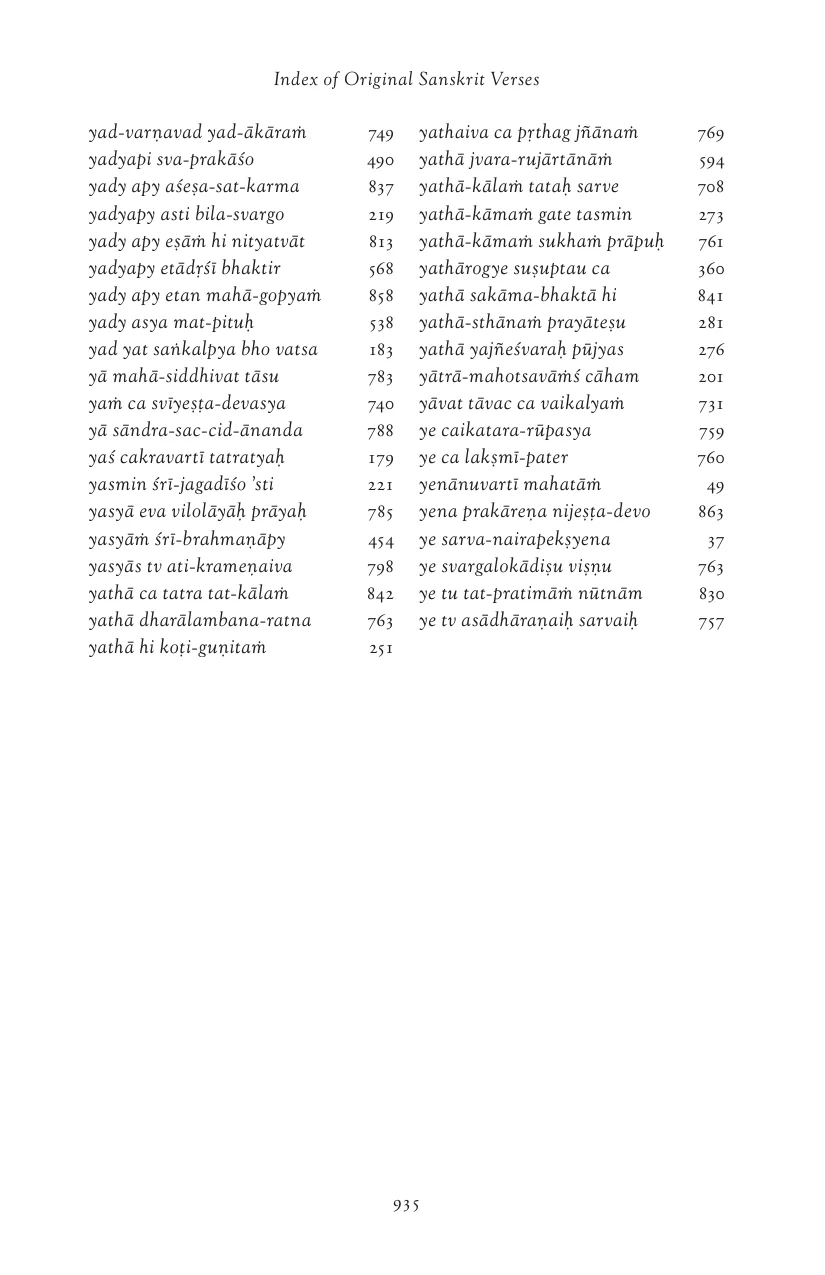 Index of Original Sanskrit Verses
yad-varṇavad yad-ākāraṁ 749
yadyapi sva-prakāśo 490
yady apy aśeṣa-sat-karma 837
yadyapy asti bila-svargo 219
yady apy eṣāṁ hi nityatvāt 813
yadyapy etādṛśī bhaktir 568
yady apy etan mahā-gopyaṁ 858
yady asya mat-pituḥ 538
yad yat saṅkalpya bho vatsa 183
yā mahā-siddhivat tāsu 783
yaṁ ca svīyeṣṭa-devasya 740
yā sāndra-sac-cid-ānanda 788
yaś cakravartī tatratyaḥ 179
yasmin śrī-jagadīśo ’sti 221
yasyā eva vilolāyāḥ prāyaḥ 785
yasyāṁ śrī-brahmaṇāpy 454
yasyās tv ati-krameṇaiva 798
yathā ca tatra tat-kālaṁ 842
yathā dharālambana-ratna 763
yathā hi koṭi-guṇitaṁ 251
yathaiva ca pṛthag jñānaṁ 769
yathā jvara-rujārtānāṁ 594
yathā-kālaṁ tataḥ sarve 708
yathā-kāmaṁ gate tasmin 273
yathā-kāmaṁ sukhaṁ prāpuḥ 761
yathārogye suṣuptau ca 360
yathā sakāma-bhaktā hi 841
yathā-sthānaṁ prayāteṣu 281
yathā yajñeśvaraḥ pūjyas 276
yātrā-mahotsavāṁś cāham 201
yāvat tāvac ca vaikalyaṁ 731
ye caikatara-rūpasya 759
ye ca lakṣmī-pater 760
yenānuvartī mahatāṁ 49
yena prakāreṇa nijeṣṭa-devo 863
ye sarva-nairapekṣyena 37
ye svargalokādiṣu viṣṇu 763
ye tu tat-pratimāṁ nūtnām 830
ye tv asādhāraṇaiḥ sarvaiḥ 757
935